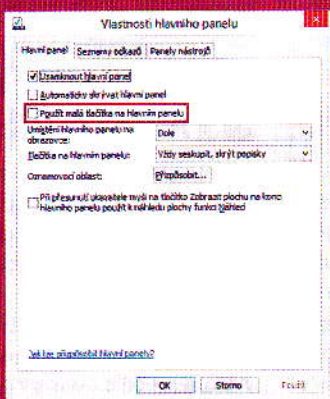 Vlastnosti hlavního panelu
Hlavní panel Seznamy odkazů Panely nástrojů
Uzamknout hlavní panel
Automaticky skrývat hlavní panel
Použít malá tlačítka na hlavním panelu
Umístění hlavního panelu na obrazovce: Dole
Tlačítka na hlavním panelu: Vždy seskupit, skrýt popisky
Oznamovací oblast: Přizpůsobit...
Při přesunutí ukazatele myši na tlačítko Zobrazit plochu na konci
hlavního panelu použít k náhledu plochy funkci Náhled
Jak lze přizpůsobit hlavní panely?
OK Storno Použít